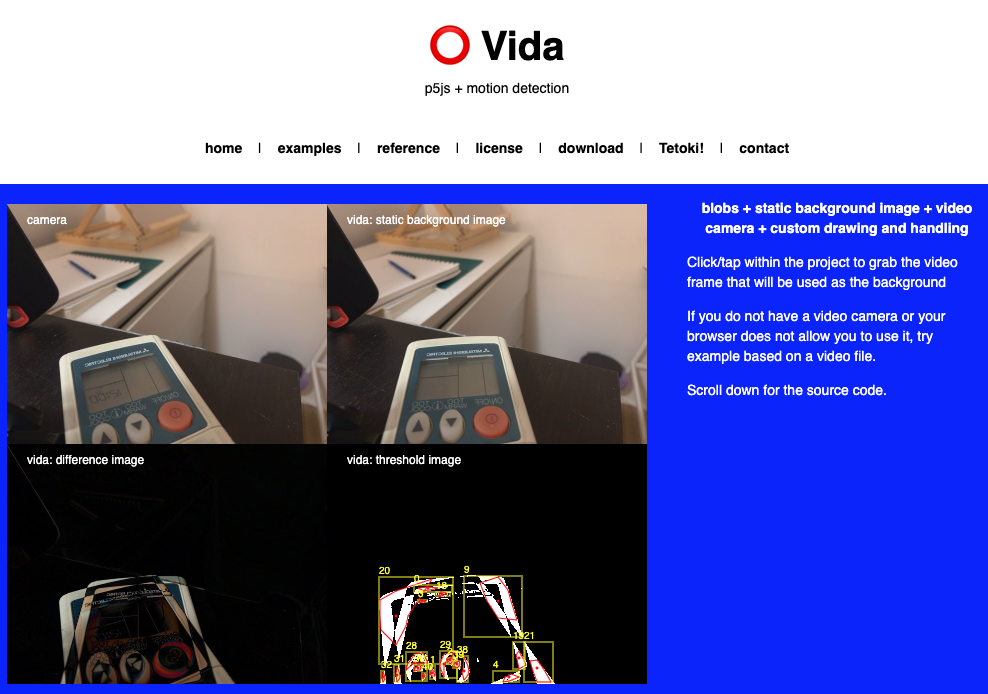 Vida
p5js + motion detection
home | examples | reference | license | download | Tetoki! | contact
camera
vida: static background image
blobs + static background image + video
camera + custom drawing and handling
Click/tap within the project to grab the video
frame that will be used as the background
If you do not have a video camera or your
browser does not allow you to use it, try
example based on a video file.
Scroll down for the source code.
vida: difference image
vida: threshold image
20
9
0
18
28
29
38
31
32
4
21